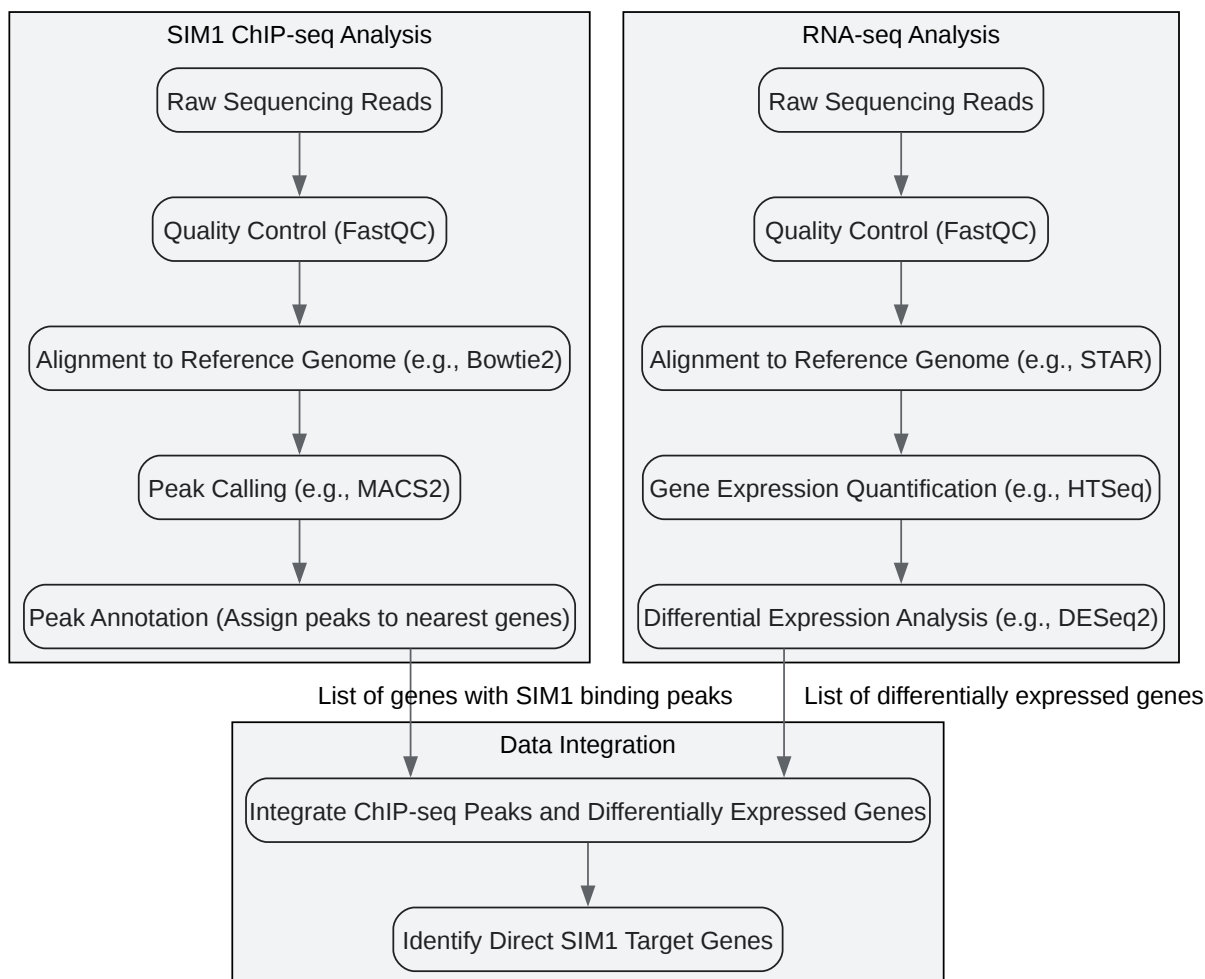 SIM1 ChIP-seq Analysis
Raw Sequencing Reads
Quality Control (FastQC)
Alignment to Reference Genome (e.g., Bowtie2)
Peak Calling (e.g., MACS2)
Peak Annotation (Assign peaks to nearest genes)
RNA-seq Analysis
Raw Sequencing Reads
Quality Control (FastQC)
Alignment to Reference Genome (e.g., STAR)
Gene Expression Quantification (e.g., HTSeq)
Differential Expression Analysis (e.g., DESeq2)
List of genes with SIM1 binding peaks
List of differentially expressed genes
Data Integration
Integrate ChIP-seq Peaks and Differentially Expressed Genes
Identify Direct SIM1 Target Genes